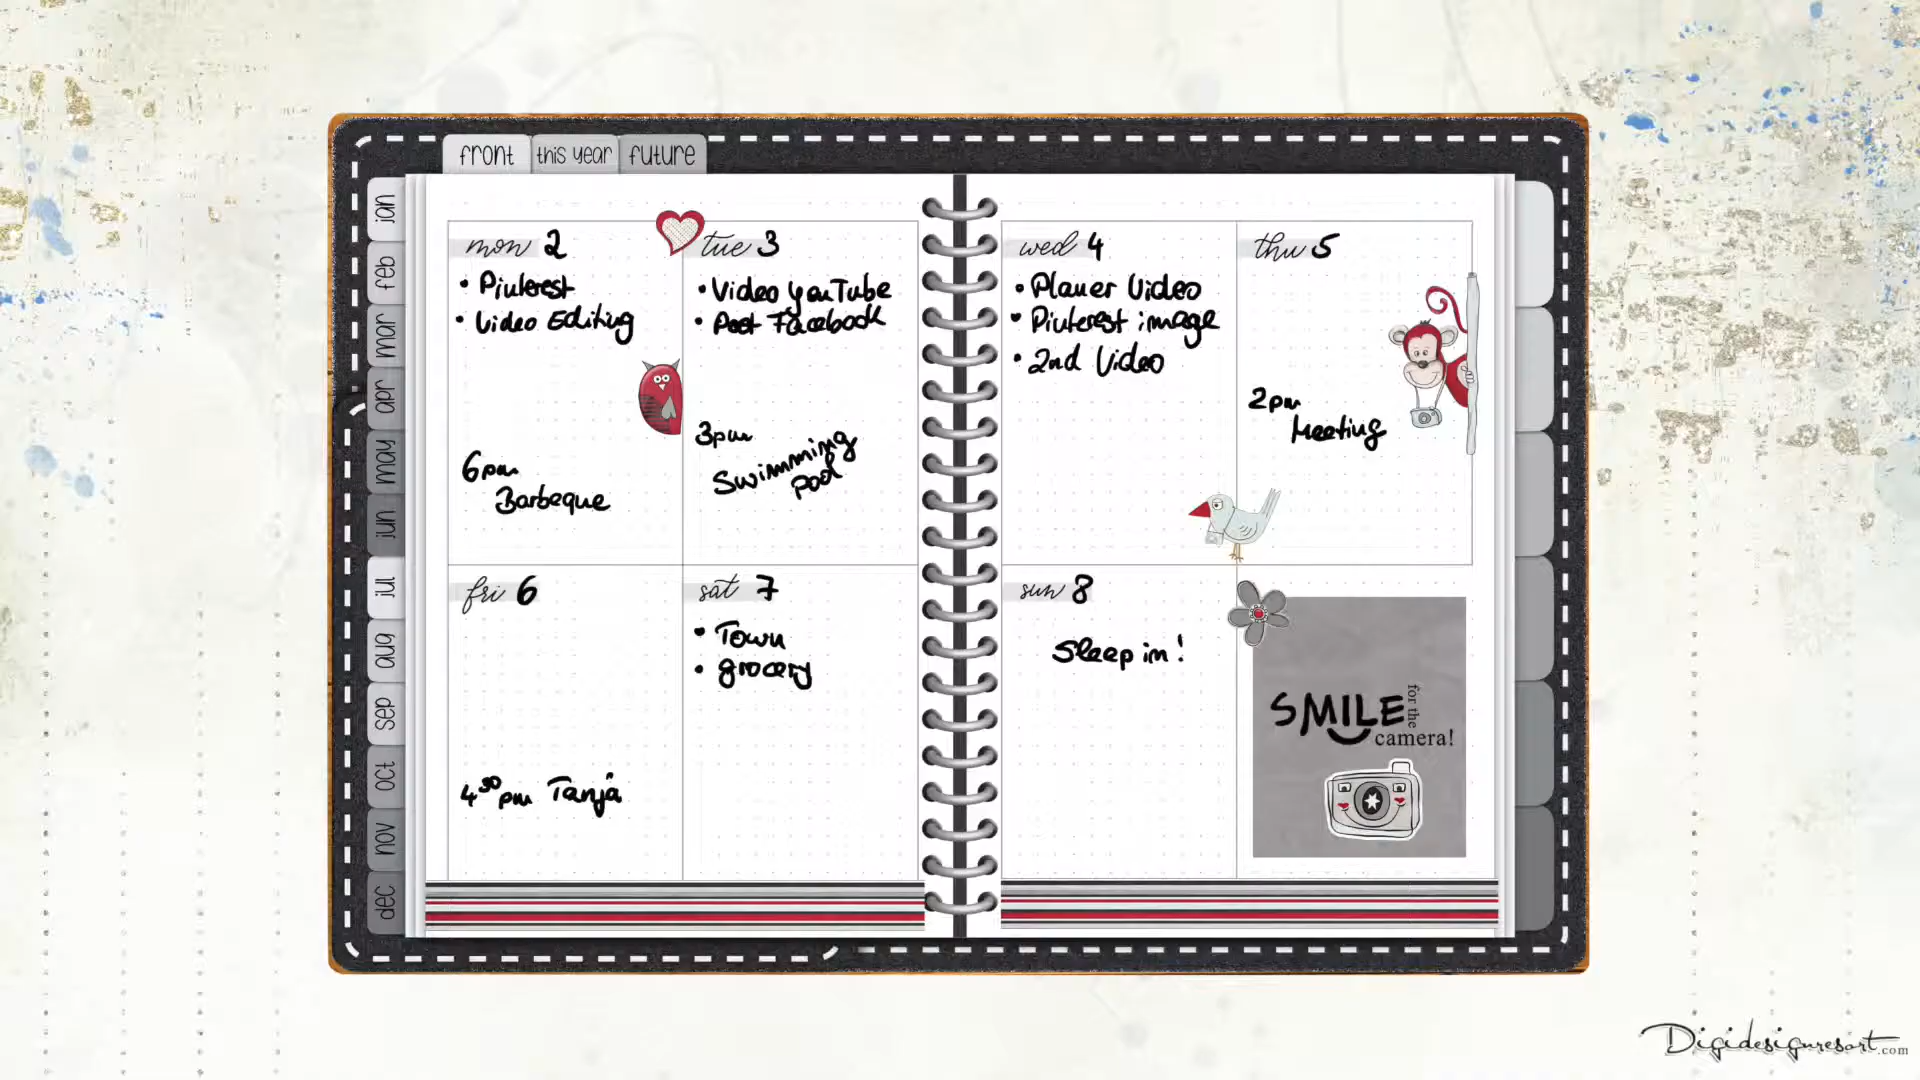 front this year future
jan
feb
mar
apr
may
jun
jul
aug
sep
oct
nov
dec
mon 2
• Pinterest
• Video Editing
6pm
Barbeque
tue 3
• Video YouTube
• Post Facebook
3pm
Swimming
pool
wed 4
• Planer Video
• Pinterest image
• 2nd Video
thu 5
2pm
Meeting
fri 6
4 30 pm Tanja
sat 7
• Town
• grocery
sun 8
Sleep in!
SMILE
for the
camera!
Digidesignresort.com